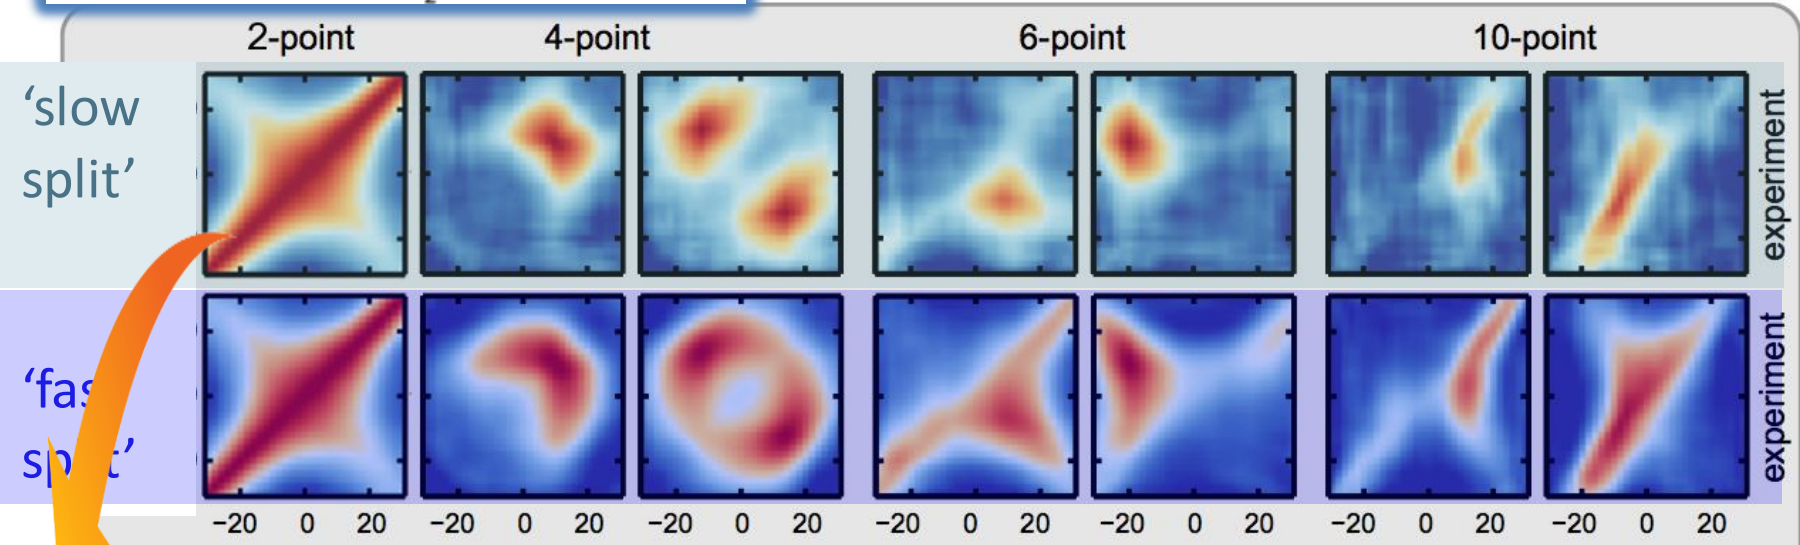 2-point 4-point 6-point 10-point
‘slow
split’
experiment
‘fas
split’
experiment
−20 0 20 −20 0 20 −20 0 20 −20 0 20 −20 0 20 −20 0 20 −20 0 20